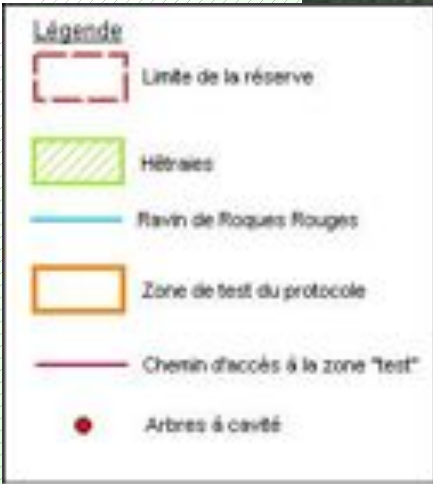 Légende
Limite de la réserve
Hêtraies
Ravin de Roques Rouges
Zone de test du protocole
Chemin d'accès à la zone "test"
Arbres à cavité